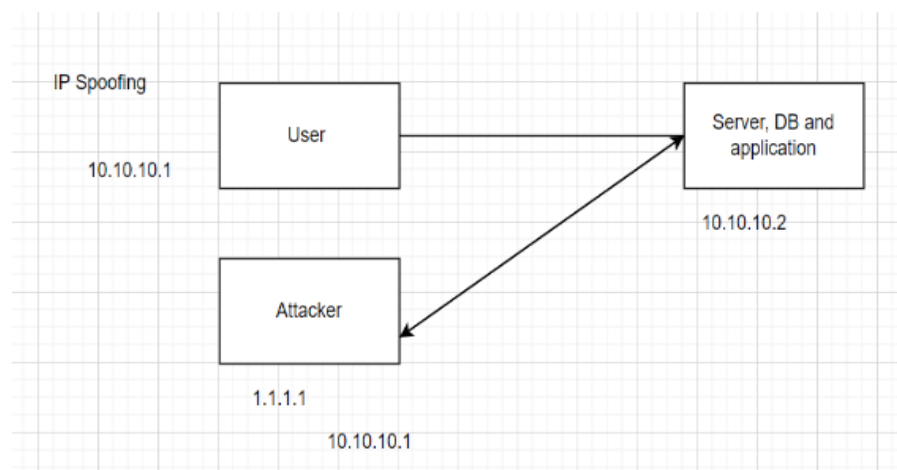 IP Spoofing
User
Server, DB and
application
10.10.10.1
10.10.10.2
Attacker
1.1.1.1
10.10.10.1